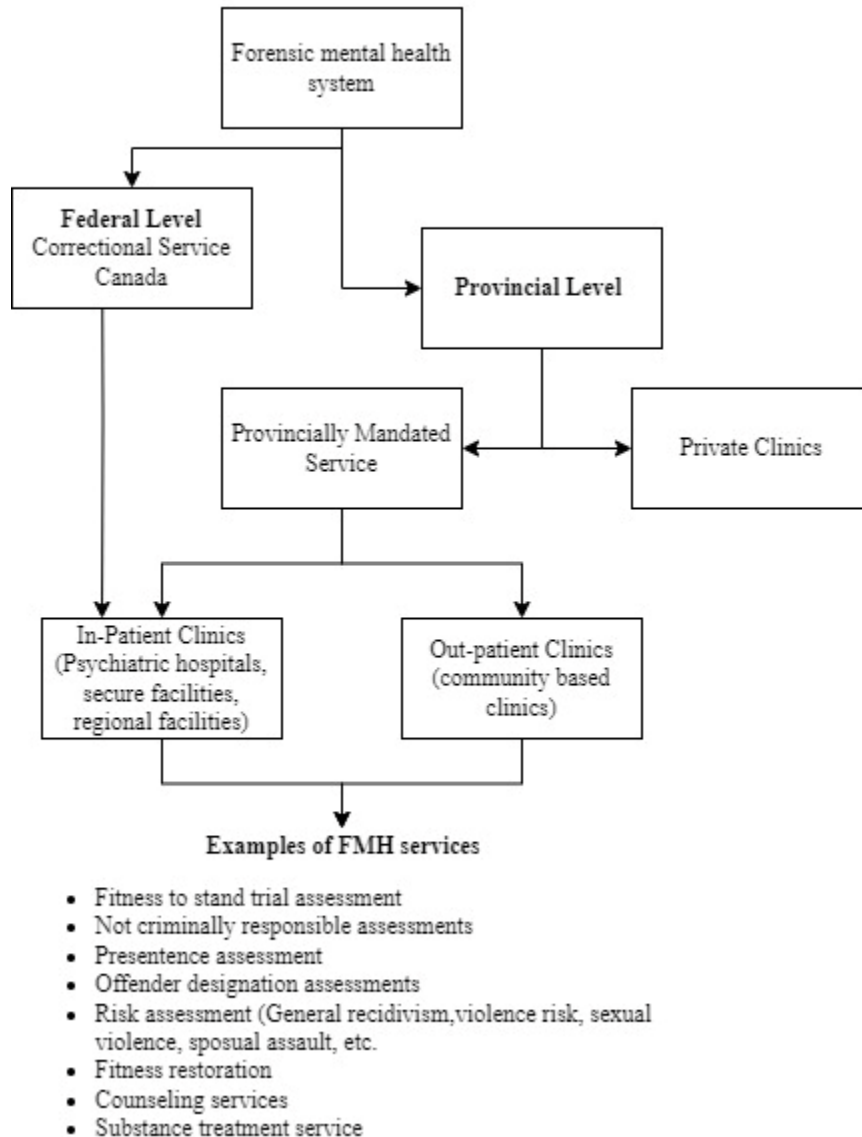 Forensic mental health
system
Federal Level
Correctional Service
Canada
Provincial Level
Provincially Mandated
Service
Private Clinics
In-Patient Clinics
(Psychiatric hospitals,
secure facilities,
regional facilities)
Out-patient Clinics
(community based
clinics)
Examples of FMH services
• Fitness to stand trial assessment
• Not criminally responsible assessments
• Presentence assessment
• Offender designation assessments
• Risk assessment (General recidivism,violence risk, sexual
violence, sposual assault, etc.
• Fitness restoration
• Counseling services
• Substance treatment service